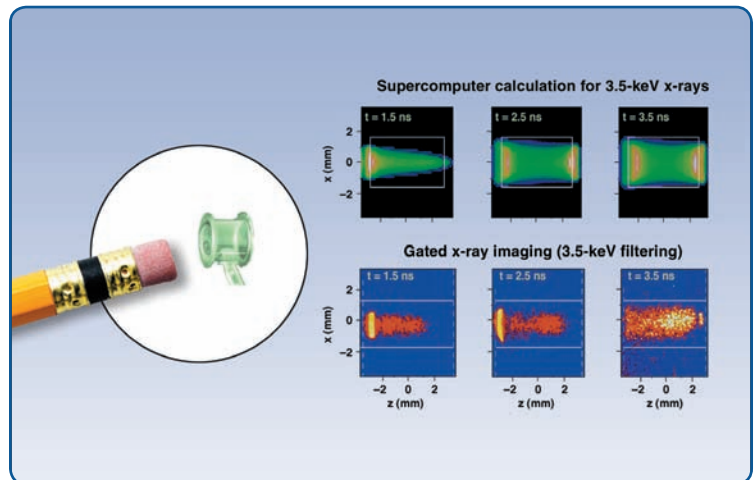 Supercomputer calculation for 3.5-keV x-rays
t = 1.5 ns
t = 2.5 ns
t = 3.5 ns
2
0
−2
x (mm)
Gated x-ray imaging (3.5-keV filtering)
t = 1.5 ns
t = 2.5 ns
t = 3.5 ns
2
0
−2
x (mm)
−2 0 2
−2 0 2
−2 0 2
z (mm)
z (mm)
z (mm)